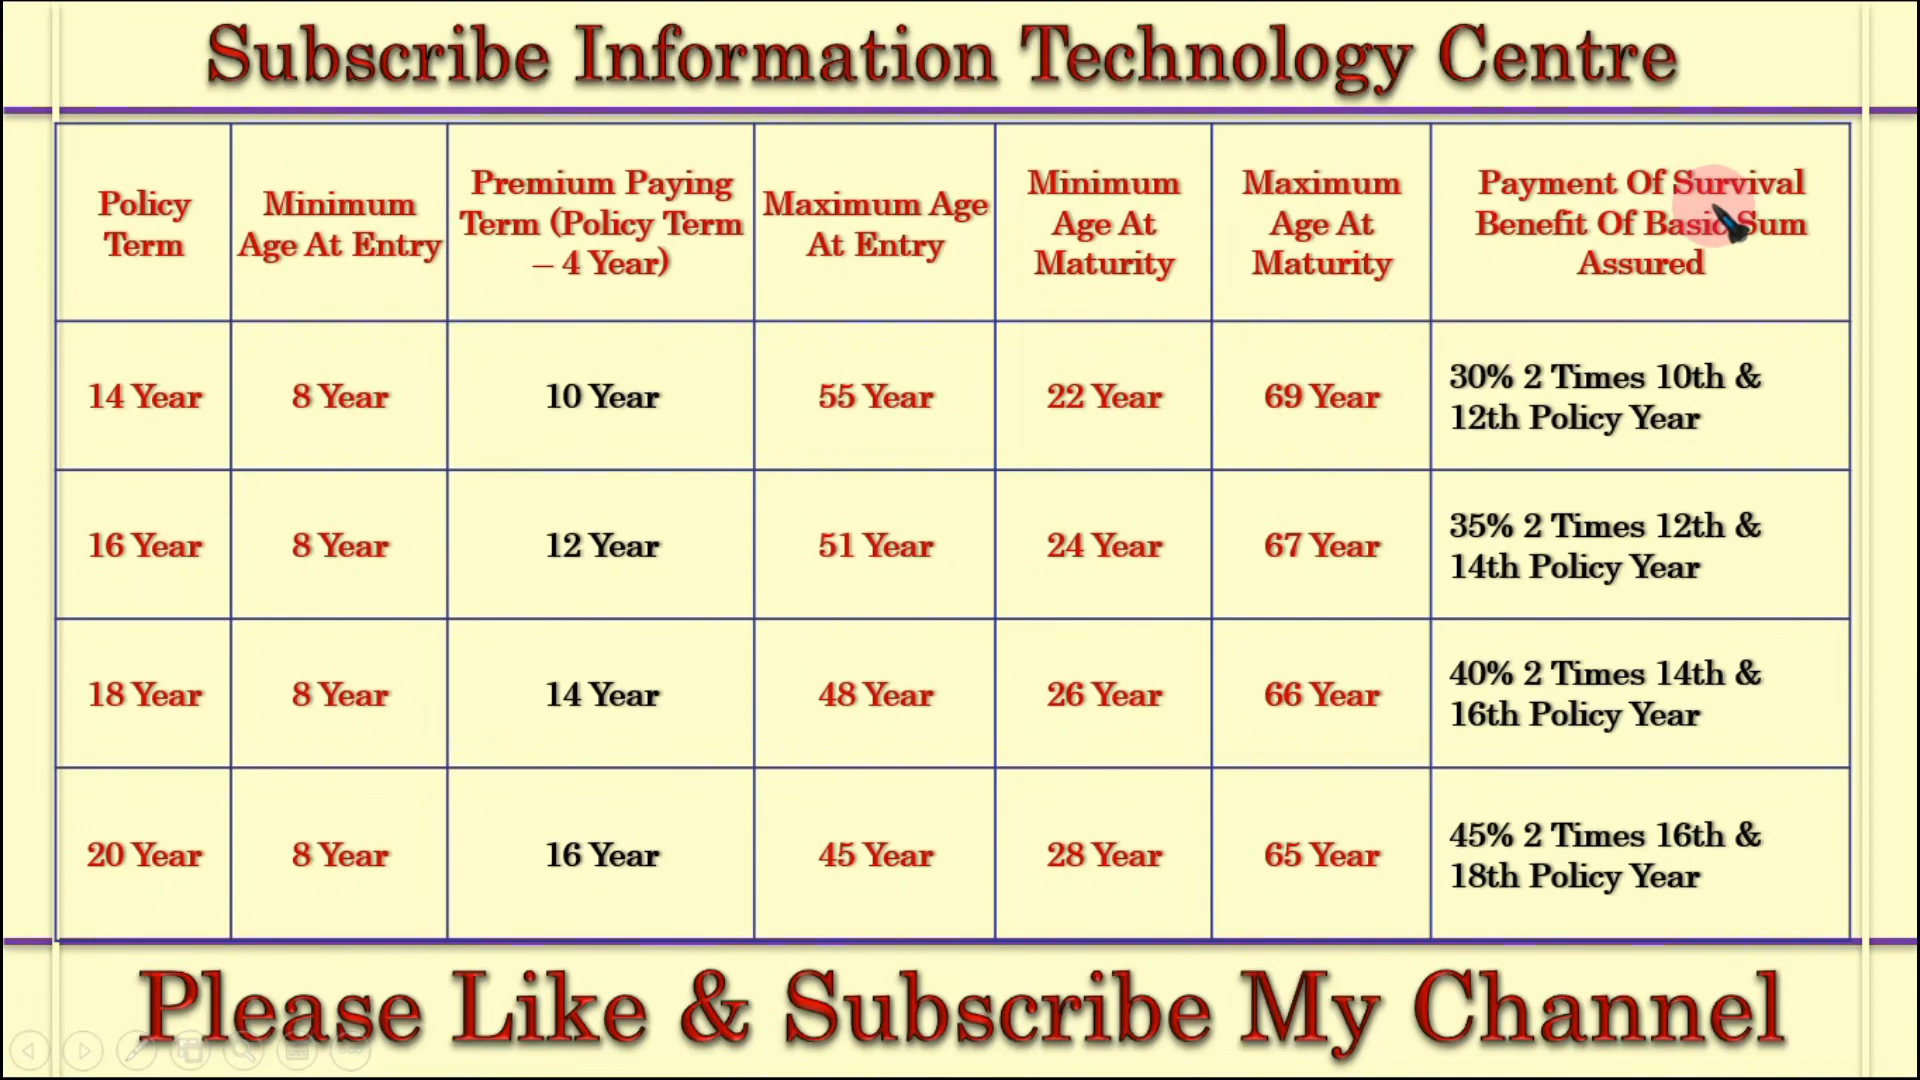 Subscribe Information Technology Centre
Policy
Term
Minimum
Age At Entry
Premium Paying
Term (Policy Term
– 4 Year)
Maximum Age
At Entry
Minimum
Age At
Maturity
Maximum
Age At
Maturity
Payment Of Survival
Benefit Of Basic Sum
Assured
14 Year
8 Year
10 Year
55 Year
22 Year
69 Year
30% 2 Times 10th &
12th Policy Year
16 Year
8 Year
12 Year
51 Year
24 Year
67 Year
35% 2 Times 12th &
14th Policy Year
18 Year
8 Year
14 Year
48 Year
26 Year
66 Year
40% 2 Times 14th &
16th Policy Year
20 Year
8 Year
16 Year
45 Year
28 Year
65 Year
45% 2 Times 16th &
18th Policy Year
Please Like & Subscribe My Channel